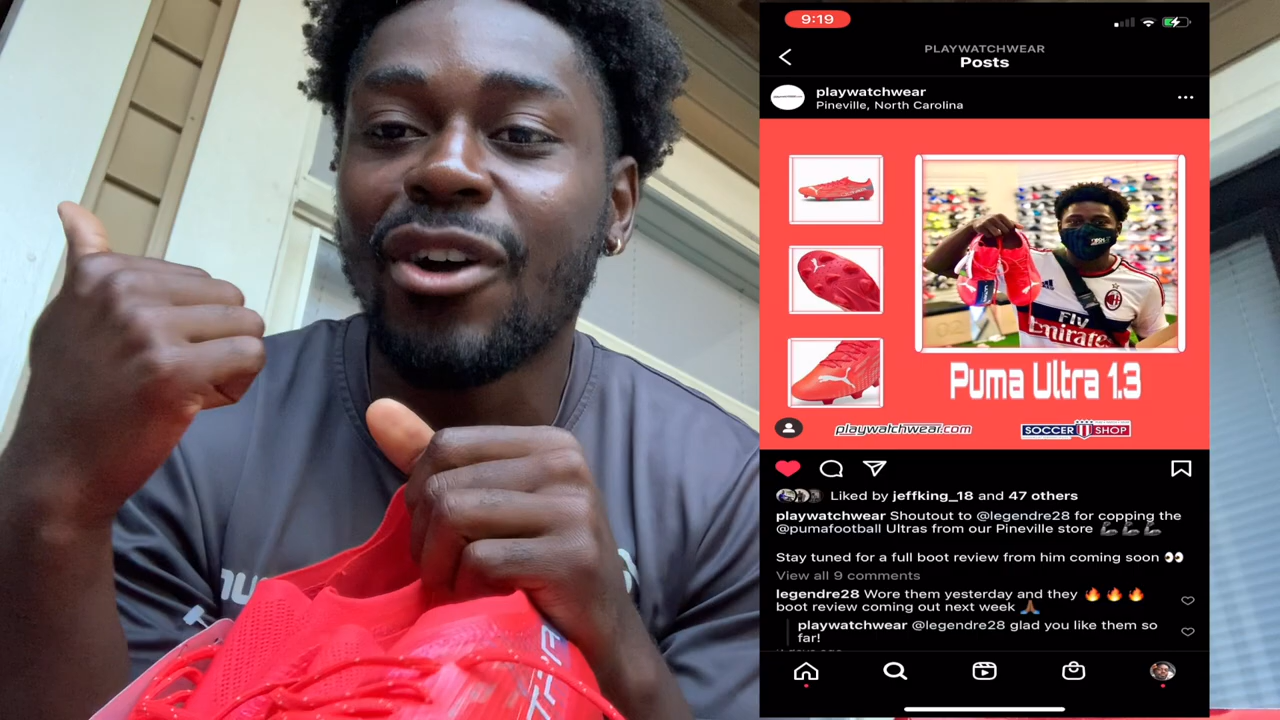 9:19
PLAYWATCHWEAR
Posts
playwatchwear
Pineville, North Carolina
FLY
Emirates
Puma Ultra 1.3
playwatchwear.com
SOCCER SHOP
Liked by jeffking_18 and 47 others
playwatchwear Shoutout to @legendre28 for copping the
@pumafootball Ultras from our Pineville store 💪🏿💪🏿💪🏿
Stay tuned for a full boot review from him coming soon 👀
View all 9 comments
legendre28 Wore them yesterday and they 🔥🔥🔥
boot review coming out next week 🙏🏾
playwatchwear @legendre28 glad you like them so
far!